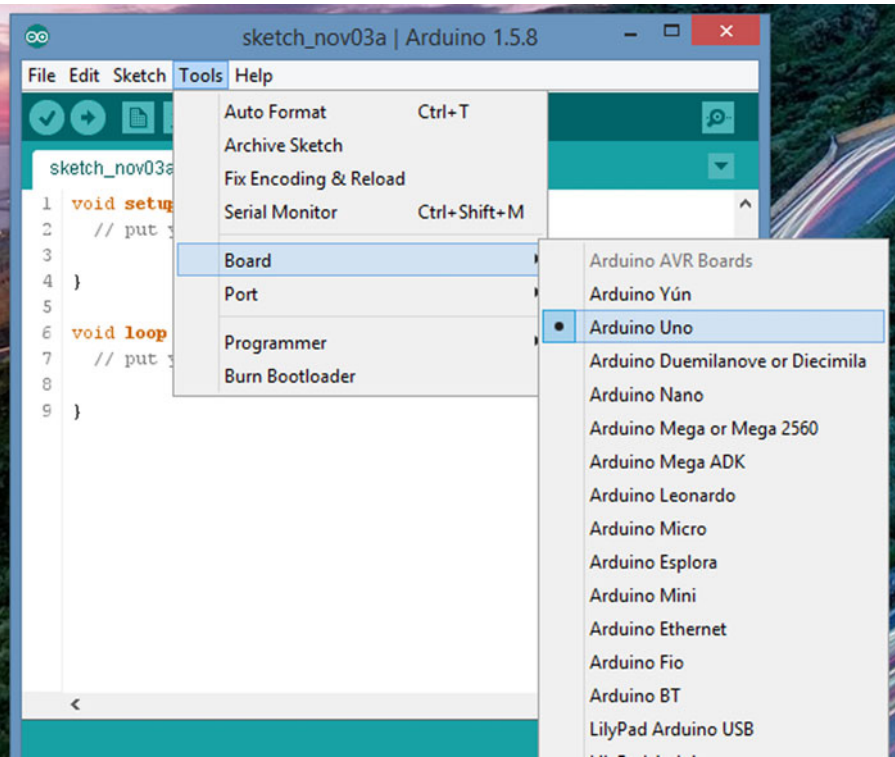 sketch_nov03a | Arduino 1.5.8
File Edit Sketch Tools Help
sketch_nov03a
1 void setup
2 // put
3
4 }
5
6 void loop
7 // put
8
9 }
Auto Format Ctrl+T
Archive Sketch
Fix Encoding & Reload
Serial Monitor Ctrl+Shift+M
Board
Port
Programmer
Burn Bootloader
Arduino AVR Boards
Arduino Yún
Arduino Uno
Arduino Duemilanove or Diecimila
Arduino Nano
Arduino Mega or Mega 2560
Arduino Mega ADK
Arduino Leonardo
Arduino Micro
Arduino Esplora
Arduino Mini
Arduino Ethernet
Arduino Fio
Arduino BT
LilyPad Arduino USB